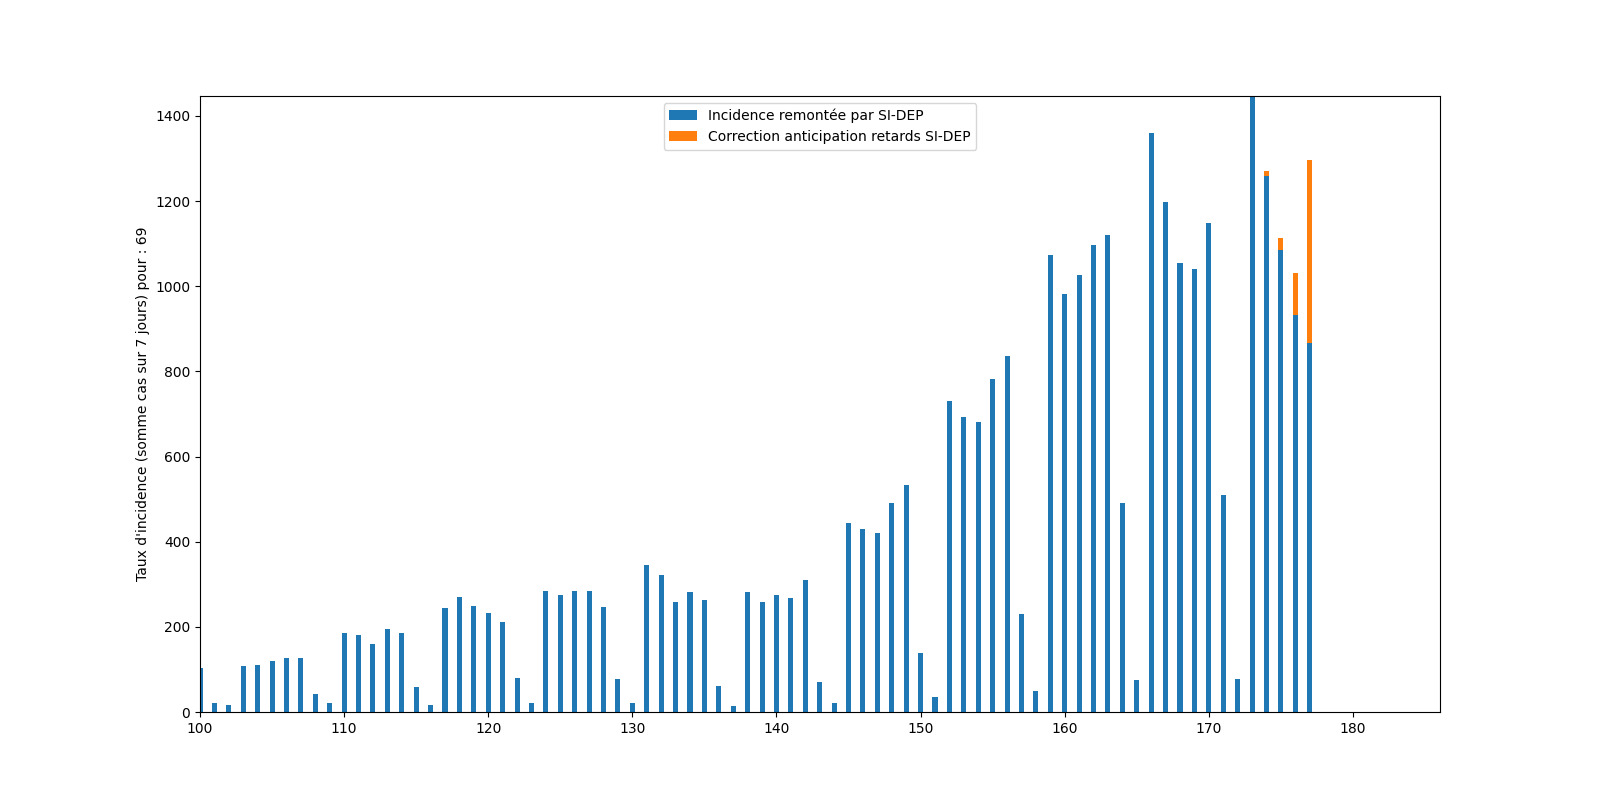 Incidence remontée par SI-DEP
Correction anticipation retards SI-DEP
Taux d'incidence (somme cas sur 7 jours) pour : 69
1400
1200
1000
800
600
400
200
0
100 110 120 130 140 150 160 170 180